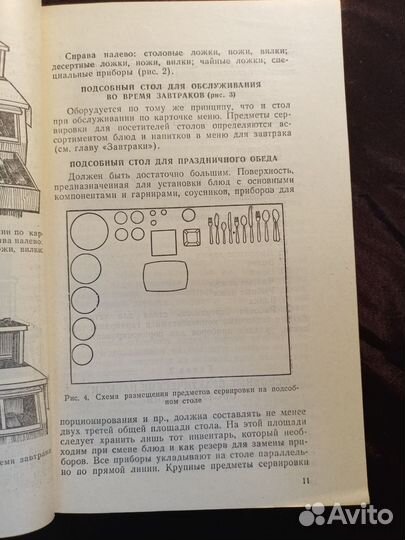 Справа налево: столовые ложки, ножи, вилки;
десертные ложки, ножи, вилки; чайные ложки; спе-
циальные приборы (рис. 2).
ПОДСОБНЫЙ СТОЛ ДЛЯ ОБСЛУЖИВАНИЯ
ВО ВРЕМЯ ЗАВТРАКОВ (рис. 3)
Оборудуется по тому же принципу, что и стол
при обслуживании по карточке меню. Предметы сер-
вировки для посетителей столов определяются ас-
сортиментом блюд и напитков в меню для завтрака
(см. главу «Завтраки»).
ПОДСОБНЫЙ СТОЛ ДЛЯ ПРАЗДНИЧНОГО ОБЕДА
Должен быть достаточно большим. Поверхность,
предназначенная для установки блюд с основными
компонентами и гарнирами, соусников, приборов для
Рис. 4. Схема размещения предметов сервировки на подсоб-
ном столе
порционирования и пр., должна составлять не менее
двух третей общей площади стола. На этой площади
следует хранить лишь тот инвентарь, который необ-
ходим при смене блюд и как резерв для замены при-
боров. Все приборы укладывают на столе параллель-
но по прямой линии. Крупные предметы сервировки
11
ии по кар-
налево:
ожи, вилки;
емя завтрака
Avito